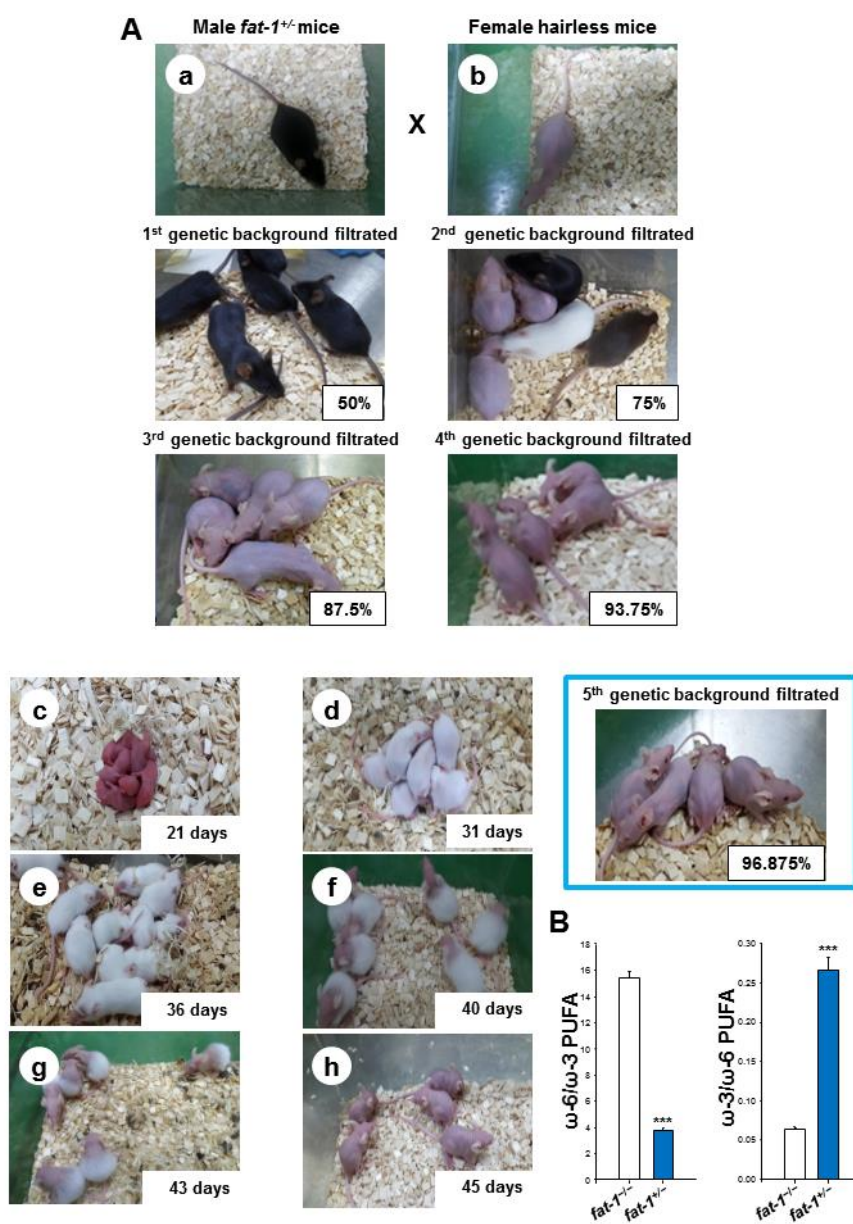 A
Male fat-1+/- mice
Female hairless mice
a
X
b
1st genetic background filtrated
2nd genetic background filtrated
50%
75%
3rd genetic background filtrated
4th genetic background filtrated
87.5%
93.75%
c
21 days
d
31 days
5th genetic background filtrated
96.875%
e
36 days
f
40 days
g
43 days
h
45 days
B
ω-6/ω-3 PUFA
16
14
12
10
8
6
4
2
0
***
fat-1-/-
fat-1+/-
ω-3/ω-6 PUFA
0.30
0.25
0.20
0.15
0.10
0.05
0.00
***
fat-1-/-
fat-1+/-